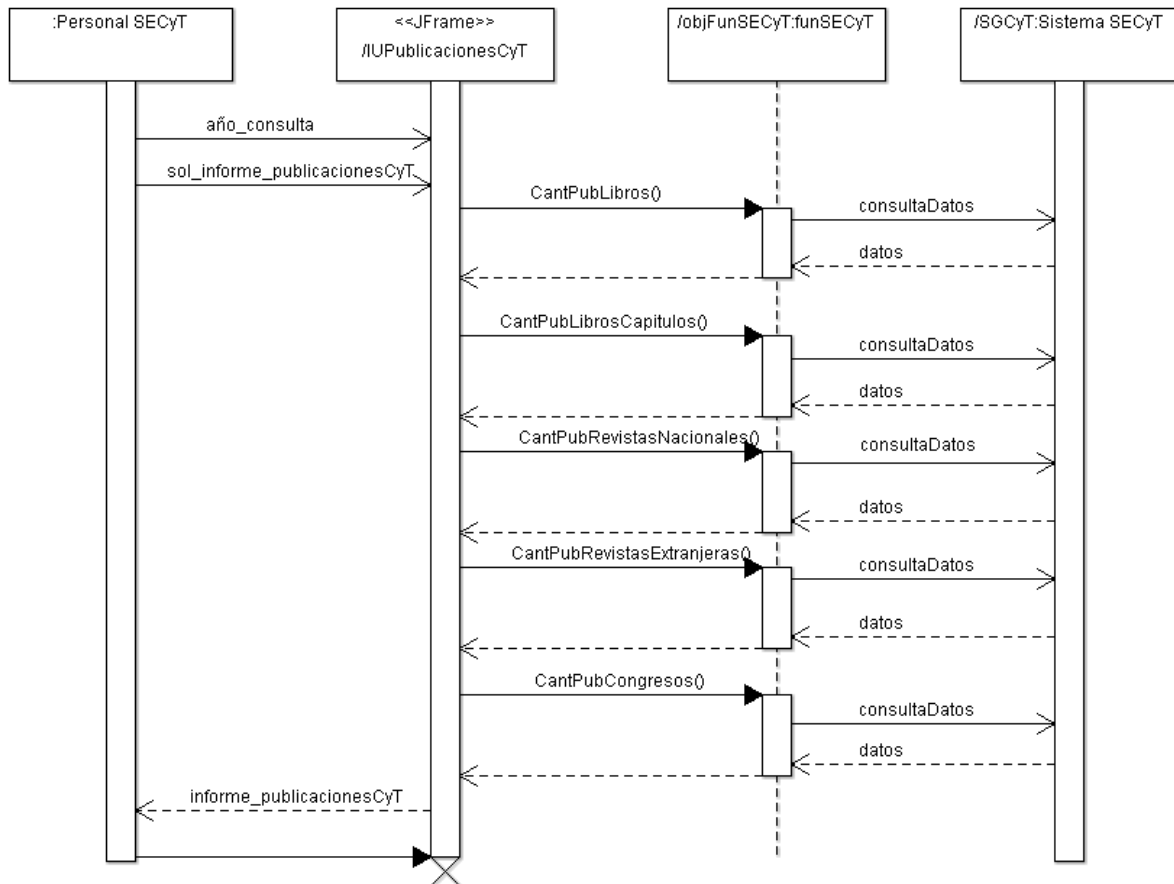 :Personal SECyT
<<JFrame>>
/IUPublicacionesCyT
/objFunSECyT:funSECyT
/SGCyT:Sistema SECyT
año_consulta
sol_informe_publicacionesCyT
CantPubLibros()
consultaDatos
datos
CantPubLibrosCapitulos()
consultaDatos
datos
CantPubRevistasNacionales()
consultaDatos
datos
CantPubRevistasExtranjeras()
consultaDatos
datos
CantPubCongresos()
consultaDatos
datos
informe_publicacionesCyT